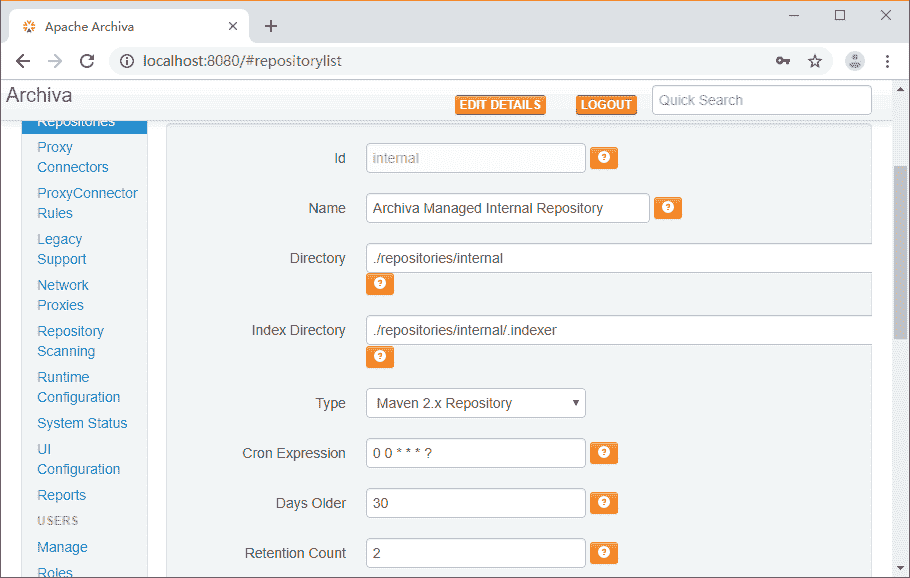 Apache Archiva
localhost:8080/#repositorylist
Archiva
EDIT DETAILS
LOGOUT
Quick Search
Repositories
Proxy
Connectors
ProxyConnector
Rules
Legacy
Support
Network
Proxies
Repository
Scanning
Runtime
Configuration
System Status
UI
Configuration
Reports
USERS
Manage
Roles
Id
internal
Name
Archiva Managed Internal Repository
Directory
./repositories/internal
Index Directory
./repositories/internal/.indexer
Type
Maven 2.x Repository
Cron Expression
0 0 * * * ?
Days Older
30
Retention Count
2